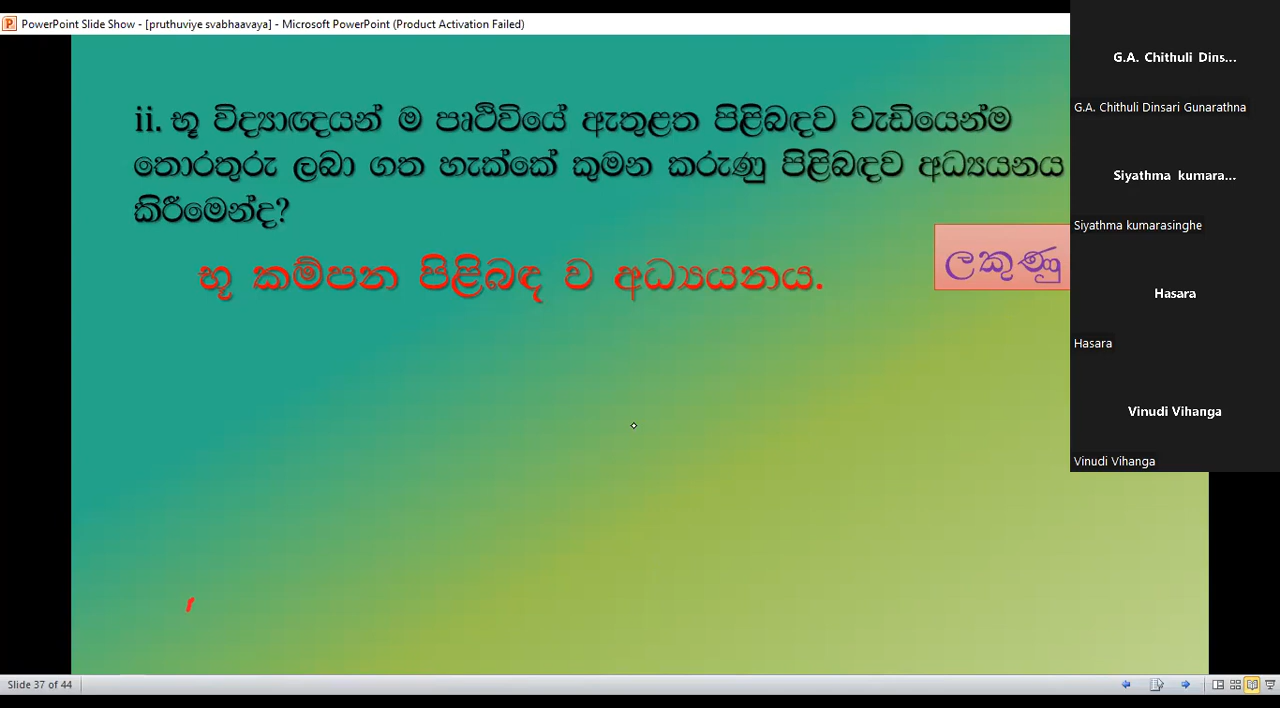 PowerPoint Slide Show - [pruthuviye svabhaavaya] - Microsoft PowerPoint (Product Activation Failed)
ii. භූ විද්‍යාඥයන් ම පෘථිවියේ ඇතුළත පිළිබඳව වැඩියෙන්ම
තොරතුරු ලබා ගත හැක්කේ කුමන කරුණු පිළිබඳව අධ්‍යයනය
කිරීමෙන්ද?
භූ කම්පන පිළිබඳ ව අධ්‍යයනය.
ලකුණු
G.A. Chithuli Dins...
G.A. Chithuli Dinsari Gunarathna
Siyathma kumara...
Siyathma kumarasinghe
Hasara
Hasara
Vinudi Vihanga
Vinudi Vihanga
Slide 37 of 44